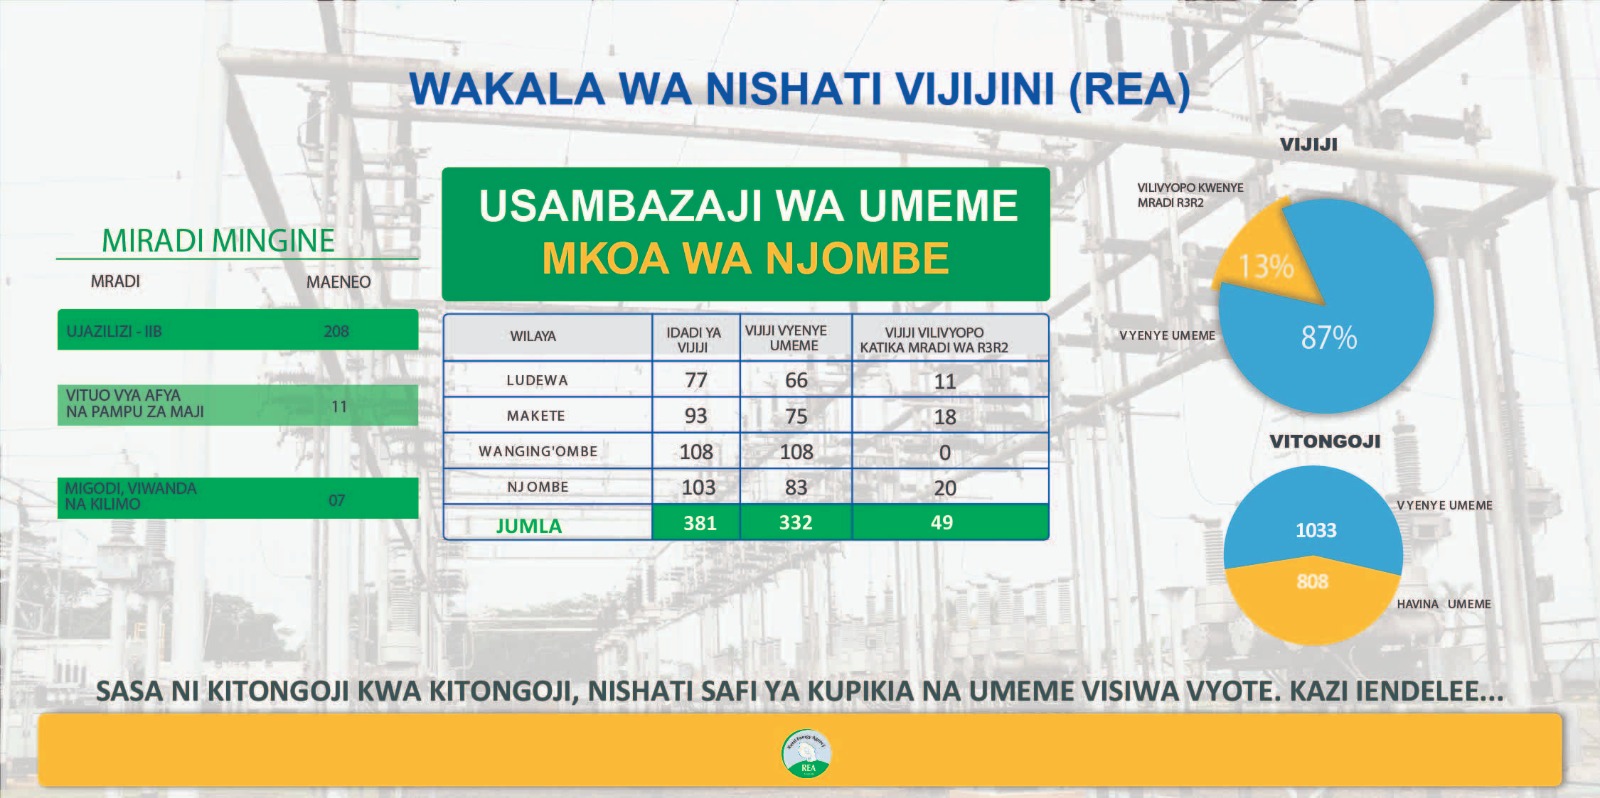 WAKALA WA NISHATI VIJIJINI (REA)
USAMBAZAJI WA UMEME
MKOA WA NJOMBE
MIRADI MINGINE
MRADI MAENEO
UJAZILIZI - IIB 208
VITUO VYA AFYA
NA PAMPU ZA MAJI 11
MIGODI, VIWANDA
NA KILIMO 07
WILAYA IDADI YA VIJIJI VIJIJI VYENYE UMEME VIJIJI VILIVYOPO KATIKA MRADI WA R3R2
LUDEWA 77 66 11
MAKETE 93 75 18
WANGING'OMBE 108 108 0
NJOMBE 103 83 20
JUMLA 381 332 49
VIJIJI
VILIVYOPO KWENYE
MRADI R3R2
13%
VYENYE UMEME
87%
VITONGOJI
VYENYE UMEME
1033
808
HAVINA UMEME
SASA NI KITONGOJI KWA KITONGOJI, NISHATI SAFI YA KUPIKIA NA UMEME VISIWA VYOTE. KAZI IENDELEE...
REA